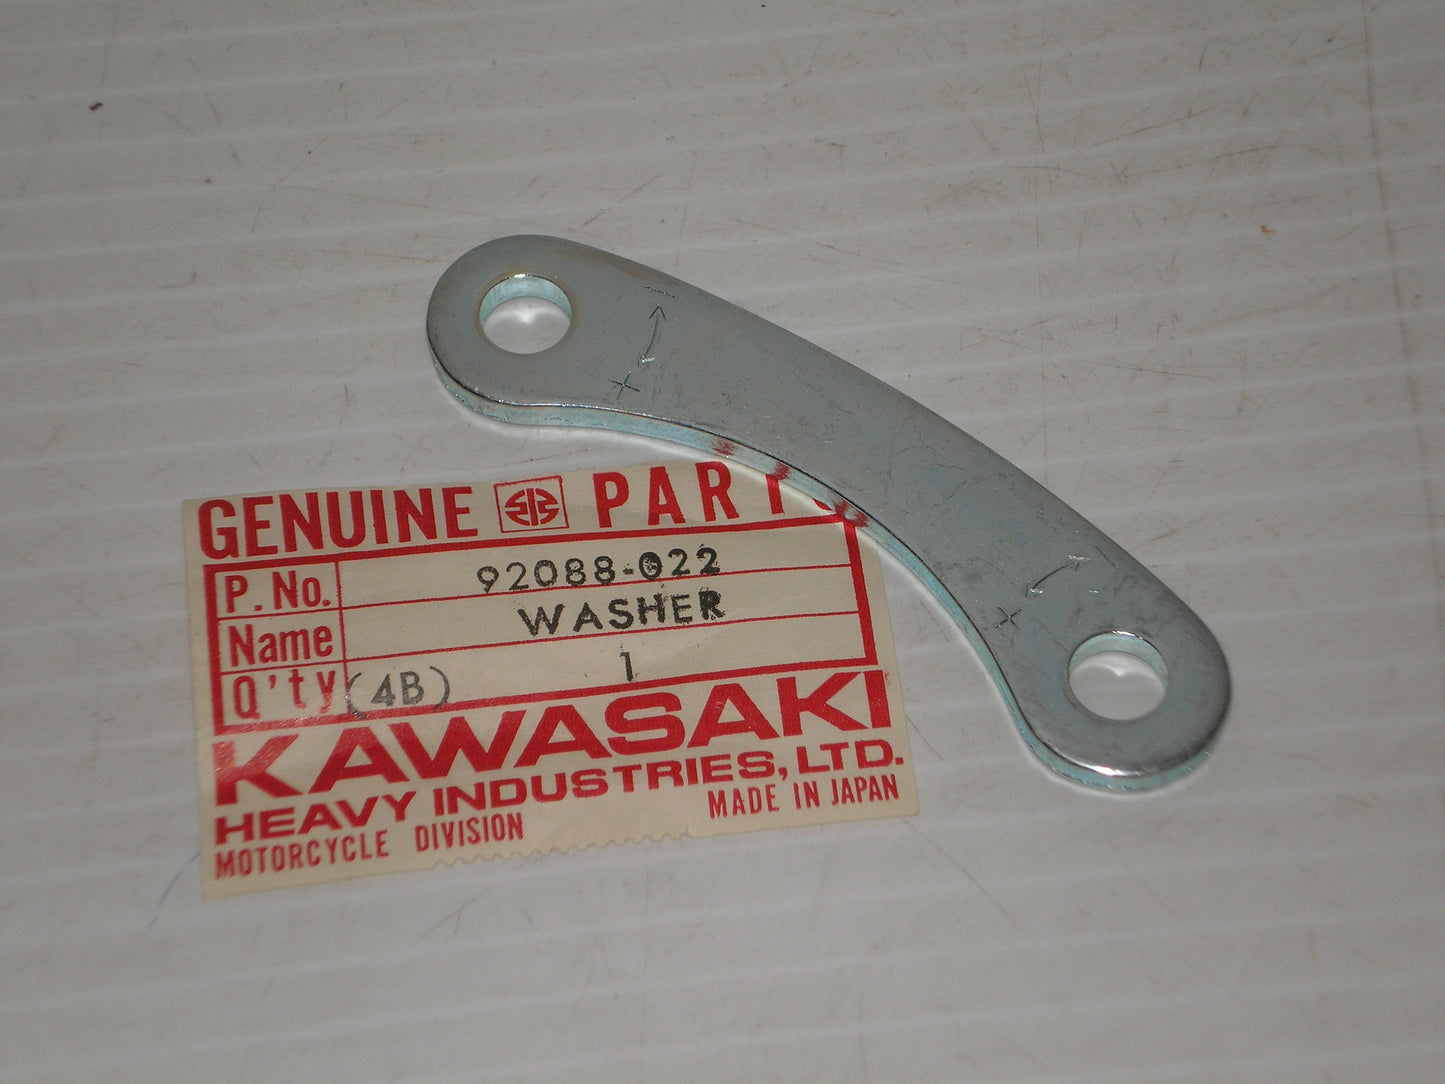 GENUINE PARTS
P. No. 92088-022
Name WASHER
Q'ty (4B) 1
KAWASAKI
HEAVY INDUSTRIES, LTD.
MOTORCYCLE DIVISION MADE IN JAPAN